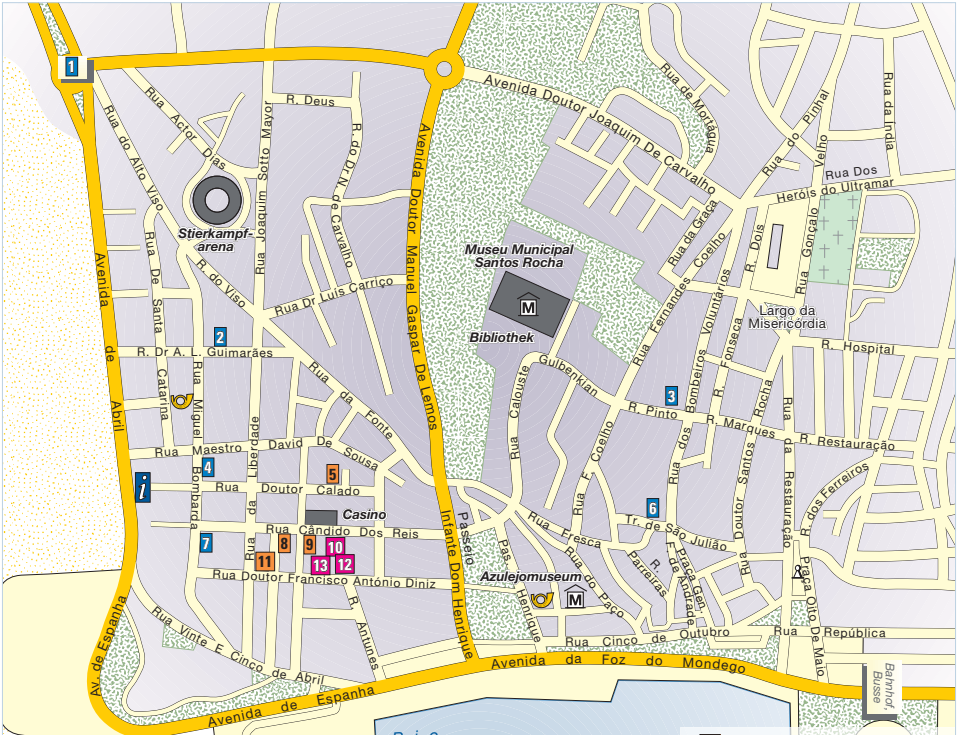 1
Rua Actor Dias
Rua do Alto Viso
R. Deus
Rua Joaquim Sotto Mayor
R. do Dr N. de Carvalho
Avenida Doutor Manuel Gaspar De Lemos
Avenida Doutor Joaquim De Carvalho
Rua de Mortágua
Rua do Pinhal
Rua da India
Rua Dos
Heróis do Ultramar
Rua Gonçalo Velho
Rua da Graça
R. Dois
Stierkampf-
arena
Museu Municipal
Santos Rocha
M
Bibliothek
Rua De Santa Catarina
R. do Viso
Rua Dr Luis Carriço
Avenida de Abril
Rua Fernandes Coelho
Rua dos Bombeiros Voluntários
R. Fonseca
Largo da
Misericórdia
R. Hospital
2
R. Dr A. L. Guimarães
Rua Miguel Bombarda
Rua da Fonte
Rua Calouste Gulbenkian
3
R. Pinto
R. Marques
Rocha
Rua da Restauração
R. Restauração
Rua da Liberdade
Rua Maestro David De Sousa
4
5
i
Rua Doutor Calado
Casino
Rua F. Coelho
6
Tr. de São Julião
Rua Doutor Santos
R. dos Ferreiros
Rua Cândido Dos Reis
7
8
9
10
11
13
12
Rua Doutor Francisco António Diniz
Passeio Infante Dom Henrique
Pas.
Henrique
Rua Fresca
Rua do Paço
R. Parreiras
Praça Gen.
F. de Andrade
Azulejomuseum
M
R. Antunes
Praça Oito De Maio
Rua Vinte E Cinco de Abril
Rua Cinco de Outubro
Rua República
Av. de Espanha
Avenida de Espanha
Avenida da Foz do Mondego
Bahnhof,
Busse